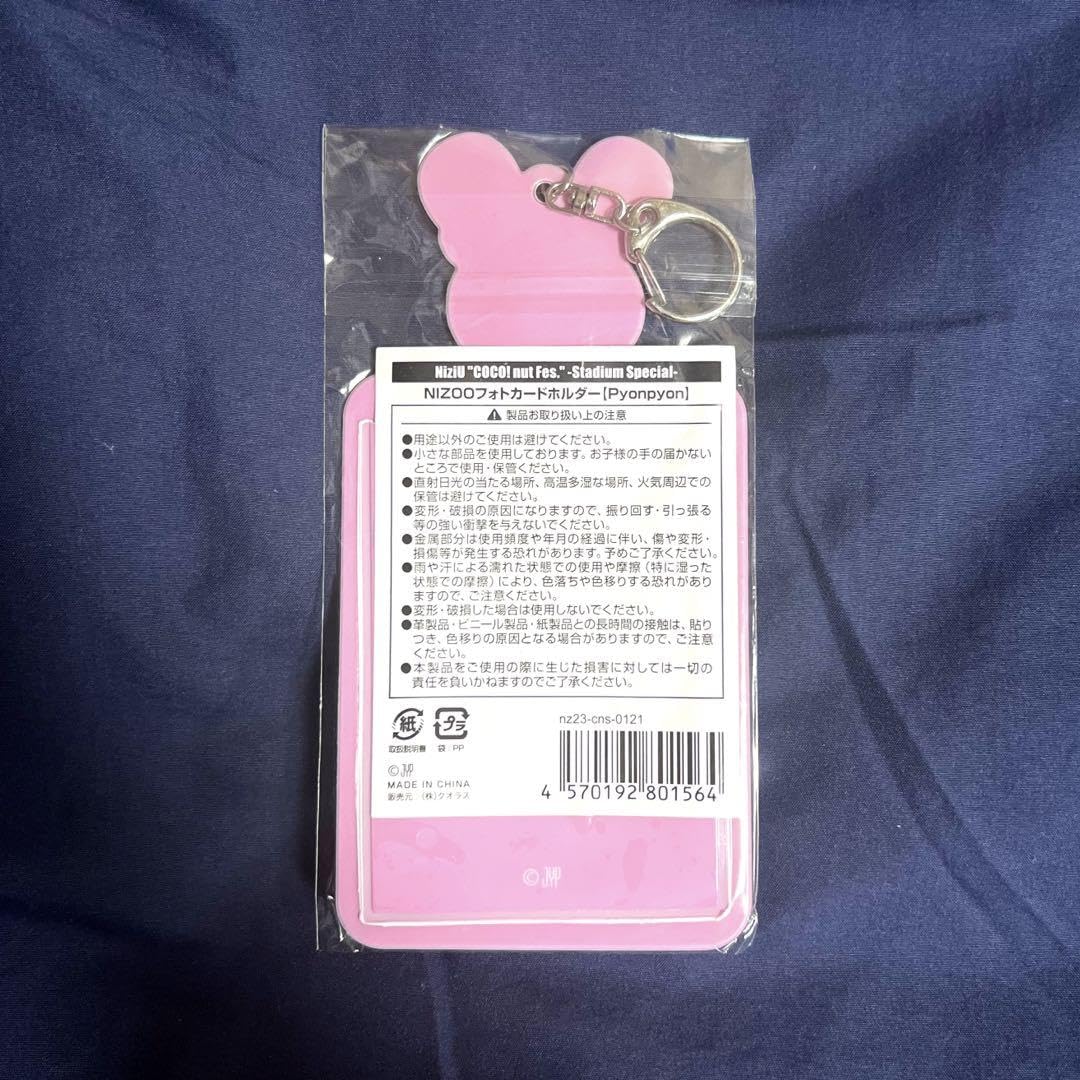 NiziU "COCO! nut Fes." -Stadium Special-
NIZOOフォトカードホルダー【Pyonpyon】
製品お取り扱い上の注意
●用途以外のご使用は避けてください。
●小さな部品を使用しております。お子様の手の届かない
ところで使用・保管ください。
●直射日光の当たる場所、高温多湿な場所、火気周辺での
保管は避けてください。
●変形・破損の原因になりますので、振り回す・引っ張る
等の強い衝撃を与えないでください。
●金属部分は使用頻度や年月の経過に伴い、傷や変形・
損傷等が発生する恐れがあります。予めご了承ください。
●雨や汗による濡れた状態での使用や摩擦（特に湿った
状態での摩擦）により、色落ちや色移りする恐れがあり
ますので、ご注意ください。
●変形・破損した場合は使用しないでください。
●革製品・ビニール製品・紙製品との長時間の接触は、貼り
つき、色移りの原因となる場合がありますので、ご注意
ください。
●本製品をご使用の際に生じた損害に対しては一切の
責任を負いかねますのでご了承ください。
紙 プラ
取扱説明書 袋：PP
nz23-cns-0121
© JYP
MADE IN CHINA
販売元：（株）タオラス
4 570192 801564
© JYP